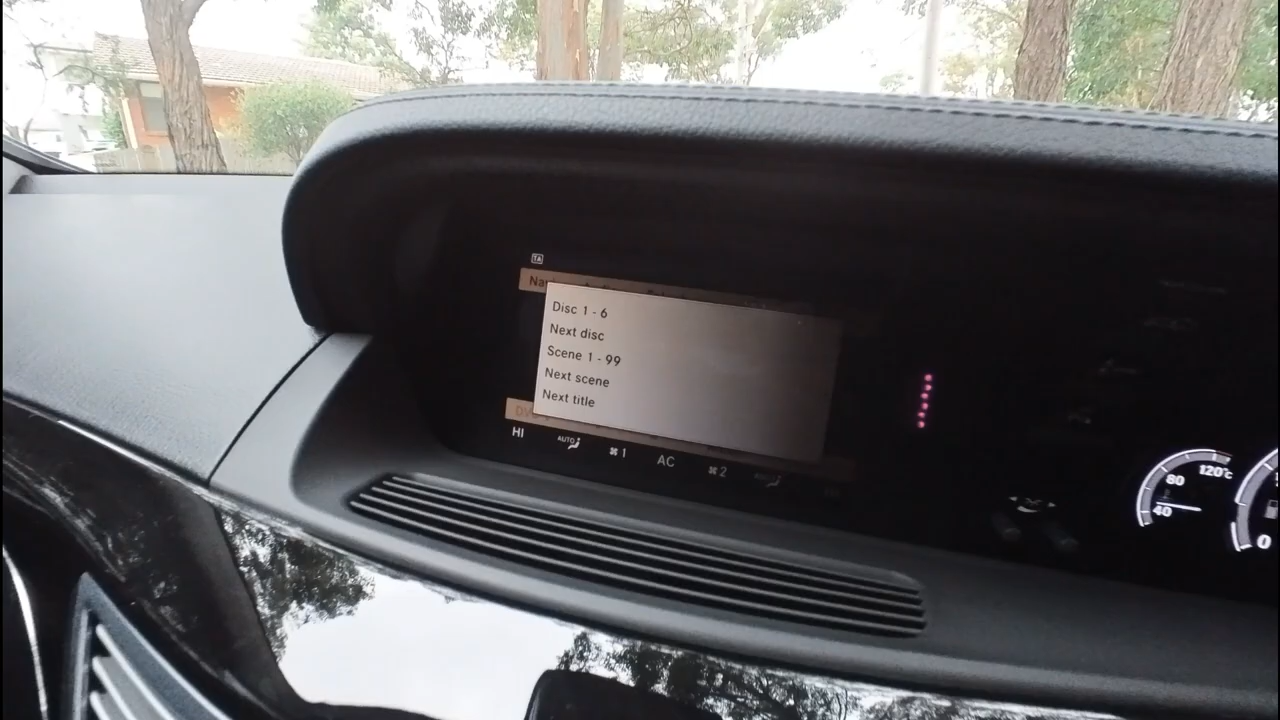 TA
Disc 1 - 6
Next disc
Scene 1 - 99
Next scene
Next title
HI
AUTO
1
AC
2
120°c
80
40
0